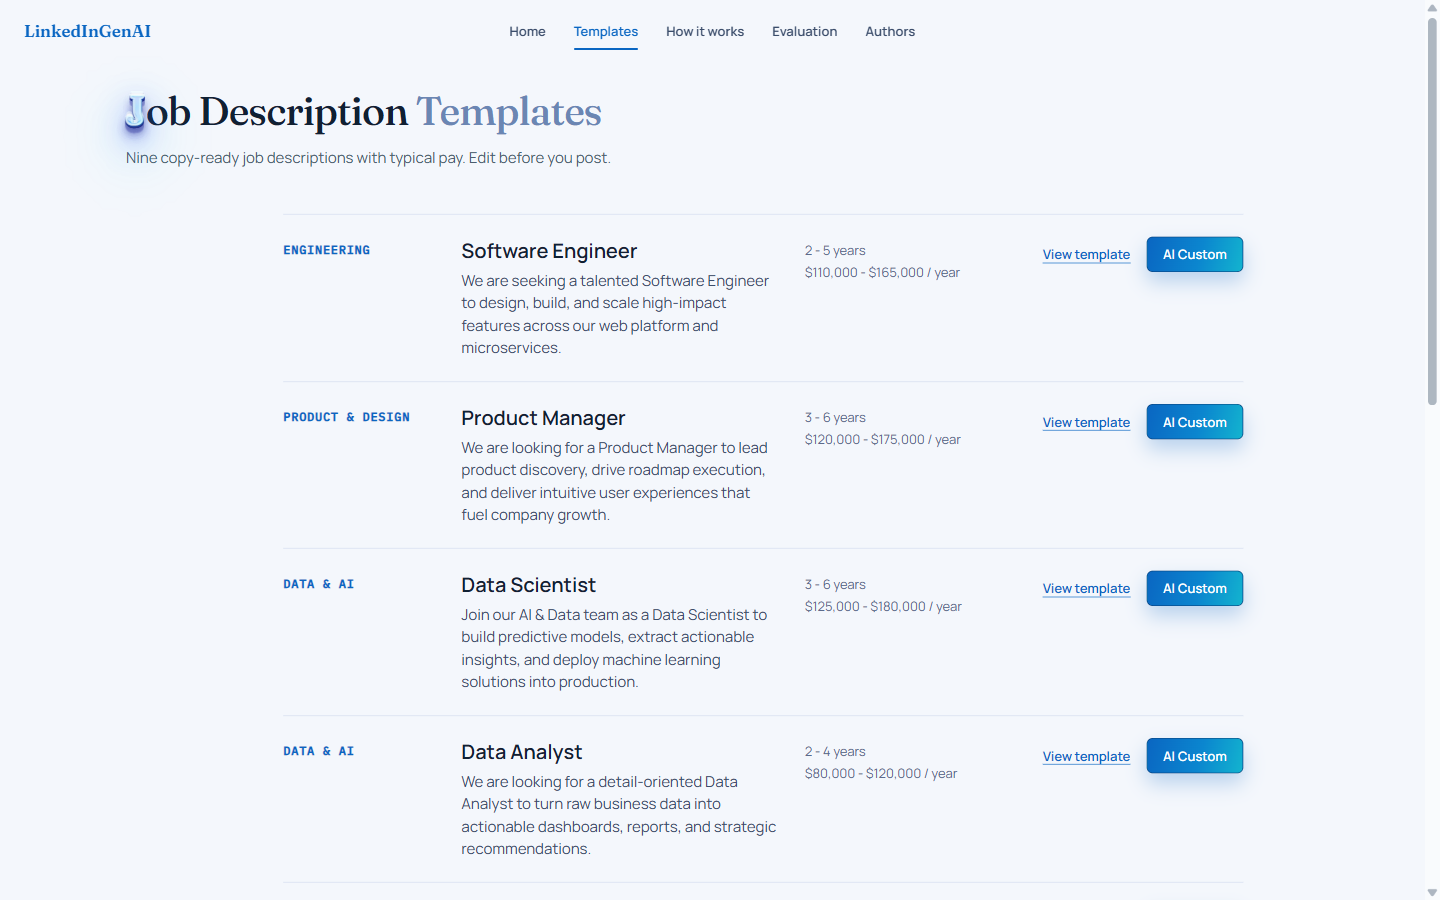 LinkedInGenAI
Home Templates How it works Evaluation Authors
Job Description Templates
Nine copy-ready job descriptions with typical pay. Edit before you post.
ENGINEERING
Software Engineer
We are seeking a talented Software Engineer
to design, build, and scale high-impact
features across our web platform and
microservices.
2 - 5 years
$110,000 - $165,000 / year
View template
AI Custom
PRODUCT & DESIGN
Product Manager
We are looking for a Product Manager to lead
product discovery, drive roadmap execution,
and deliver intuitive user experiences that
fuel company growth.
3 - 6 years
$120,000 - $175,000 / year
View template
AI Custom
DATA & AI
Data Scientist
Join our AI & Data team as a Data Scientist to
build predictive models, extract actionable
insights, and deploy machine learning
solutions into production.
3 - 6 years
$125,000 - $180,000 / year
View template
AI Custom
DATA & AI
Data Analyst
We are looking for a detail-oriented Data
Analyst to turn raw business data into
actionable dashboards, reports, and strategic
recommendations.
2 - 4 years
$80,000 - $120,000 / year
View template
AI Custom